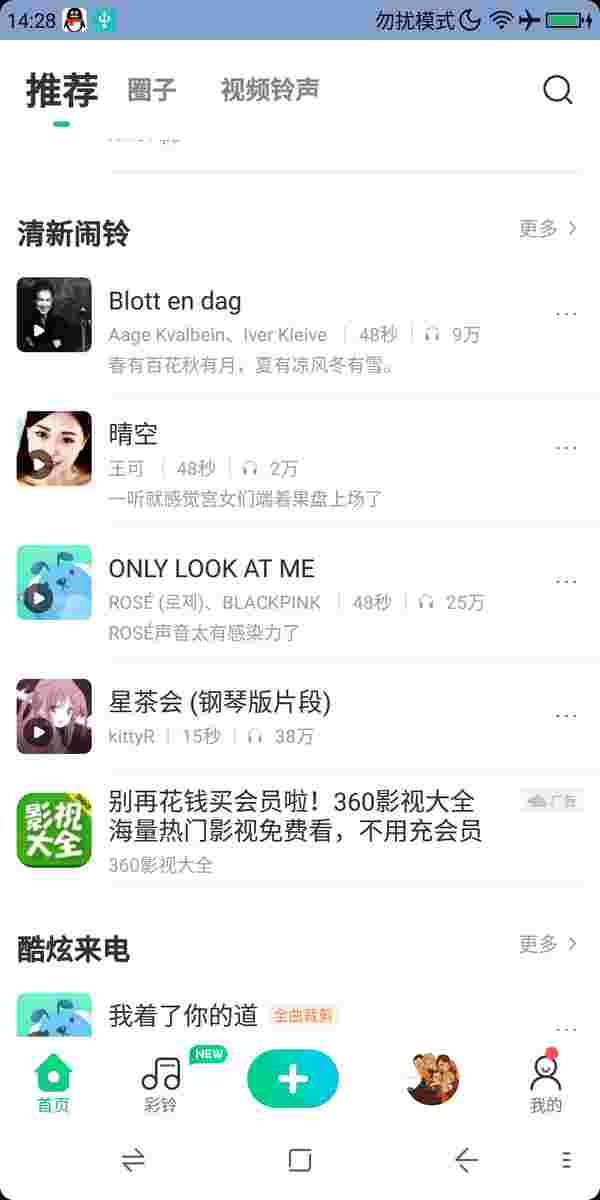 14:28
勿扰模式
推荐
圈子
视频铃声
清新闹铃
更多
Blott en dag
Aage Kvalbein、Iver Kleive
48秒
9万
春有百花秋有月，夏有凉风冬有雪。
晴空
王可
48秒
2万
一听就感觉宫女们端着果盘上场了
ONLY LOOK AT ME
ROSÉ (로제)、BLACKPINK
48秒
25万
ROSÉ声音太有感染力了
星茶会 (钢琴版片段)
kittyR
15秒
38万
影视
大全
别再花钱买会员啦！360影视大全
海量热门影视免费看，不用充会员
广告
360影视大全
酷炫来电
更多
我着了你的道
全曲裁剪
首页
彩铃
NEW
我的